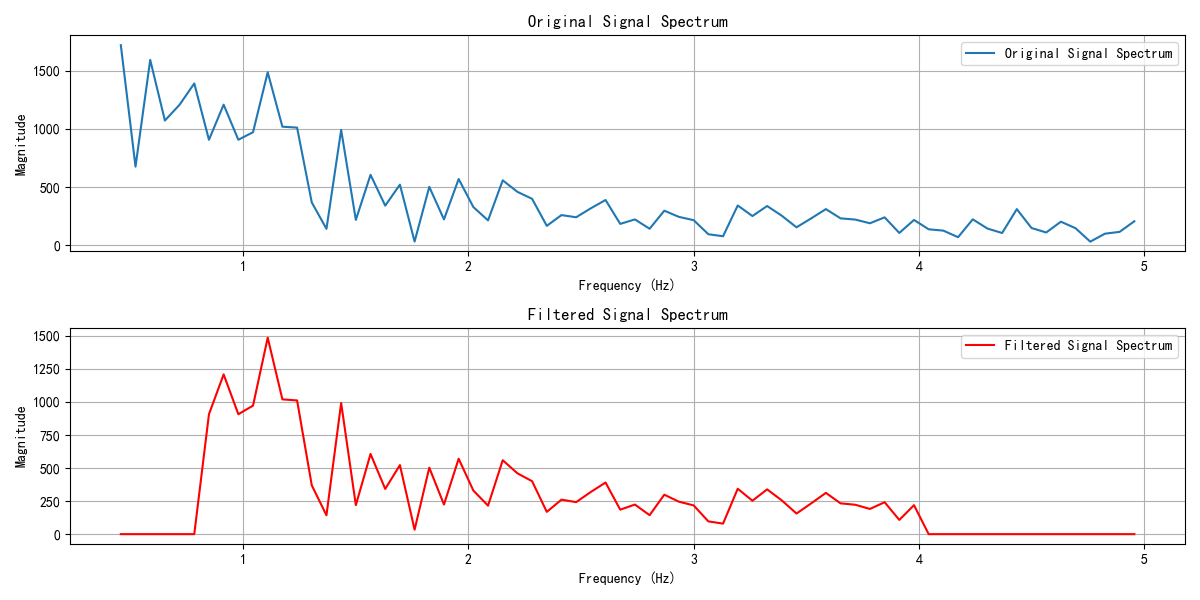 Original Signal Spectrum
Original Signal Spectrum
Magnitude
1500
1000
500
0
1 2 3 4 5
Frequency (Hz)
Filtered Signal Spectrum
Filtered Signal Spectrum
Magnitude
1500
1250
1000
750
500
250
0
1 2 3 4 5
Frequency (Hz)